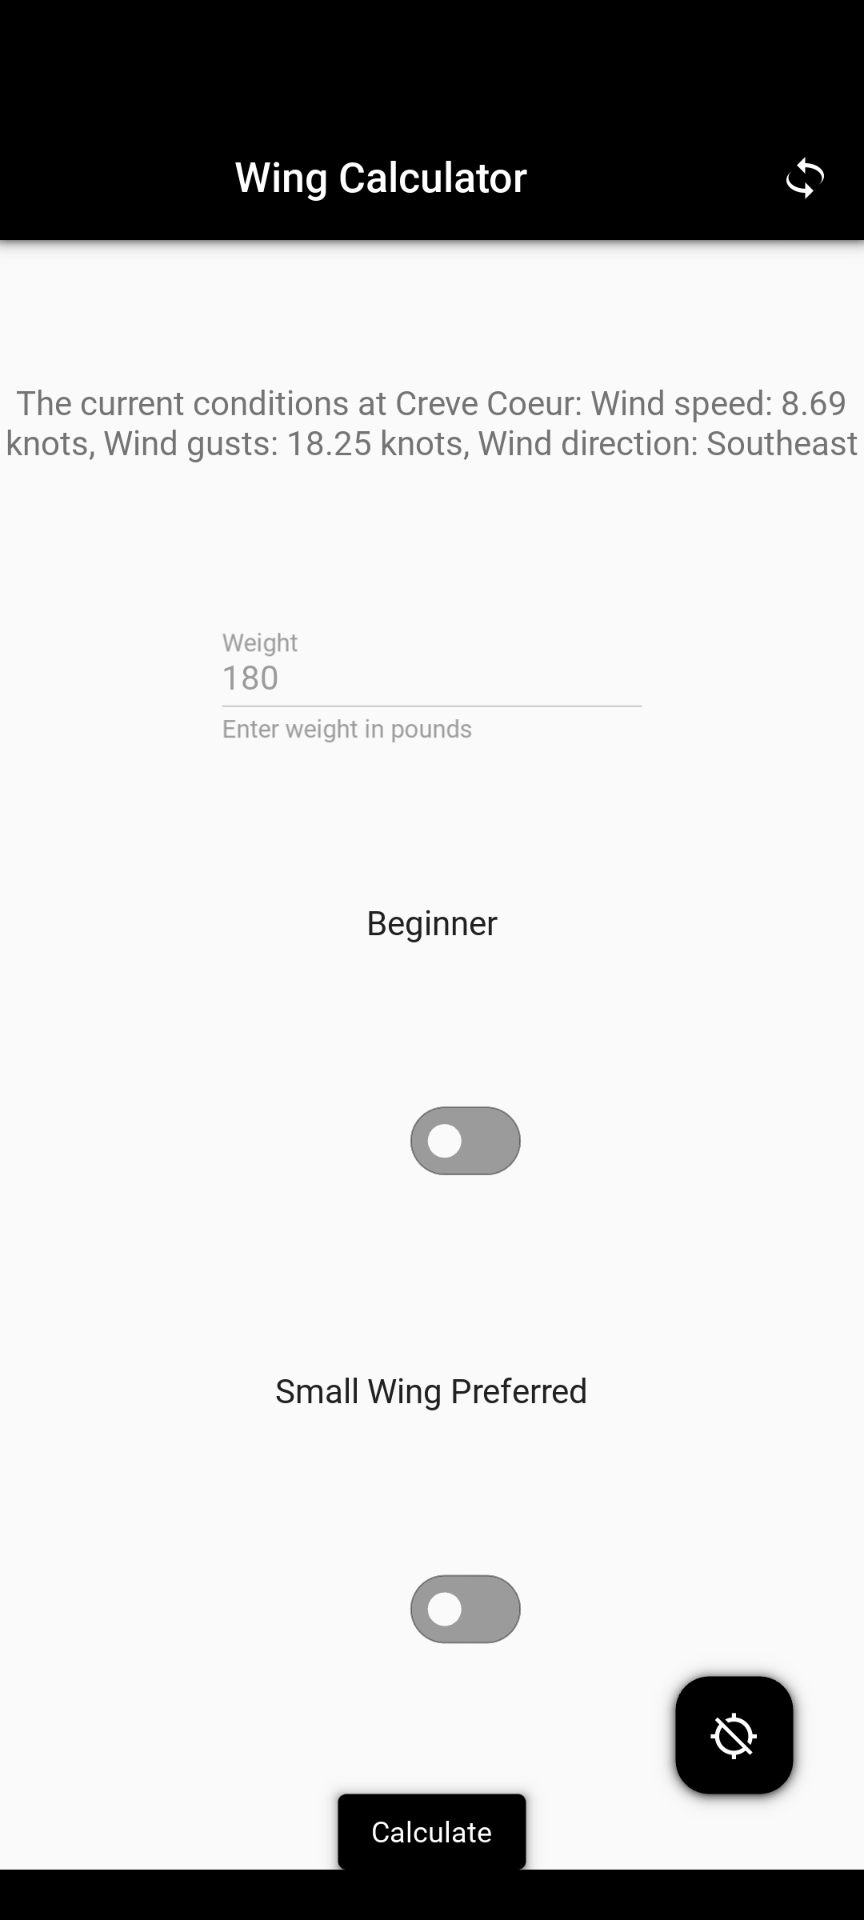 Wing Calculator
The current conditions at Creve Coeur: Wind speed: 8.69
knots, Wind gusts: 18.25 knots, Wind direction: Southeast
Weight
180
Enter weight in pounds
Beginner
Small Wing Preferred
Calculate